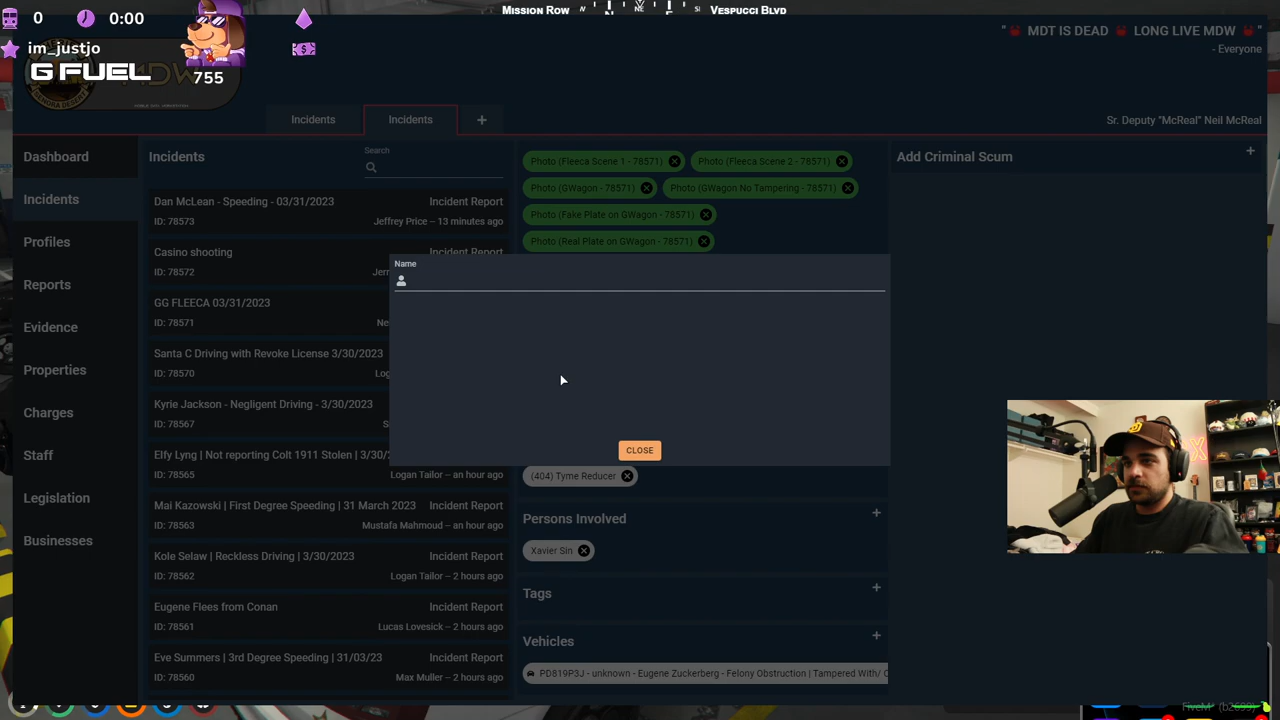 0
0:00
Mission Row
N
Vespucci Blvd
im_justjo
G FUEL
755
MDW
" MDT IS DEAD LONG LIVE MDW "
- Everyone
Incidents
Incidents
+
Sr. Deputy "McReal" Neil McReal
Dashboard
Incidents
Profiles
Reports
Evidence
Properties
Charges
Staff
Legislation
Businesses
Incidents
Search
Dan McLean - Speeding - 03/31/2023
Incident Report
ID: 78573
Jeffrey Price – 13 minutes ago
Casino shooting
Incident Report
ID: 78572
GG FLEECA 03/31/2023
ID: 78571
Santa C Driving with Revoke License 3/30/2023
ID: 78570
Kyrie Jackson - Negligent Driving - 3/30/2023
ID: 78567
Elfy Lyng | Not reporting Colt 1911 Stolen | 3/30/2
ID: 78565
Logan Tailor – an hour ago
Mai Kazowski | First Degree Speeding | 31 March 2023
Incident Report
ID: 78563
Mustafa Mahmoud – an hour ago
Kole Selaw | Reckless Driving | 3/30/2023
Incident Report
ID: 78562
Logan Tailor – 2 hours ago
Eugene Flees from Conan
Incident Report
ID: 78561
Lucas Lovesick – 2 hours ago
Eve Summers | 3rd Degree Speeding | 31/03/23
Incident Report
ID: 78560
Max Muller – 2 hours ago
Photo (Fleeca Scene 1 - 78571)
Photo (Fleeca Scene 2 - 78571)
Photo (GWagon - 78571)
Photo (GWagon No Tampering - 78571)
Photo (Fake Plate on GWagon - 78571)
Photo (Real Plate on GWagon - 78571)
Name
CLOSE
(404) Tyme Reducer
Persons Involved
+
Xavier Sin
Tags
+
Vehicles
+
PD819P3J - unknown - Eugene Zuckerberg - Felony Obstruction | Tampered With/ G
Add Criminal Scum
+
FiveM